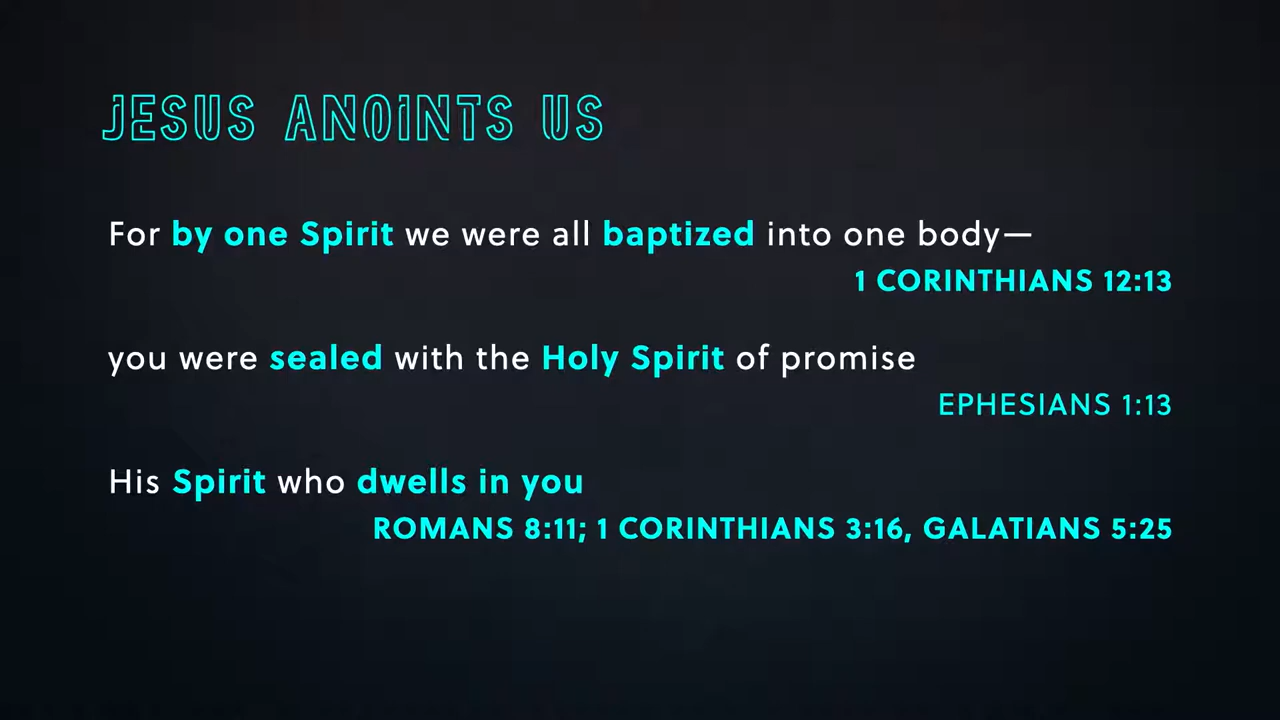 JESUS ANOINTS US
For by one Spirit we were all baptized into one body—
1 CORINTHIANS 12:13
you were sealed with the Holy Spirit of promise
EPHESIANS 1:13
His Spirit who dwells in you
ROMANS 8:11; 1 CORINTHIANS 3:16, GALATIANS 5:25